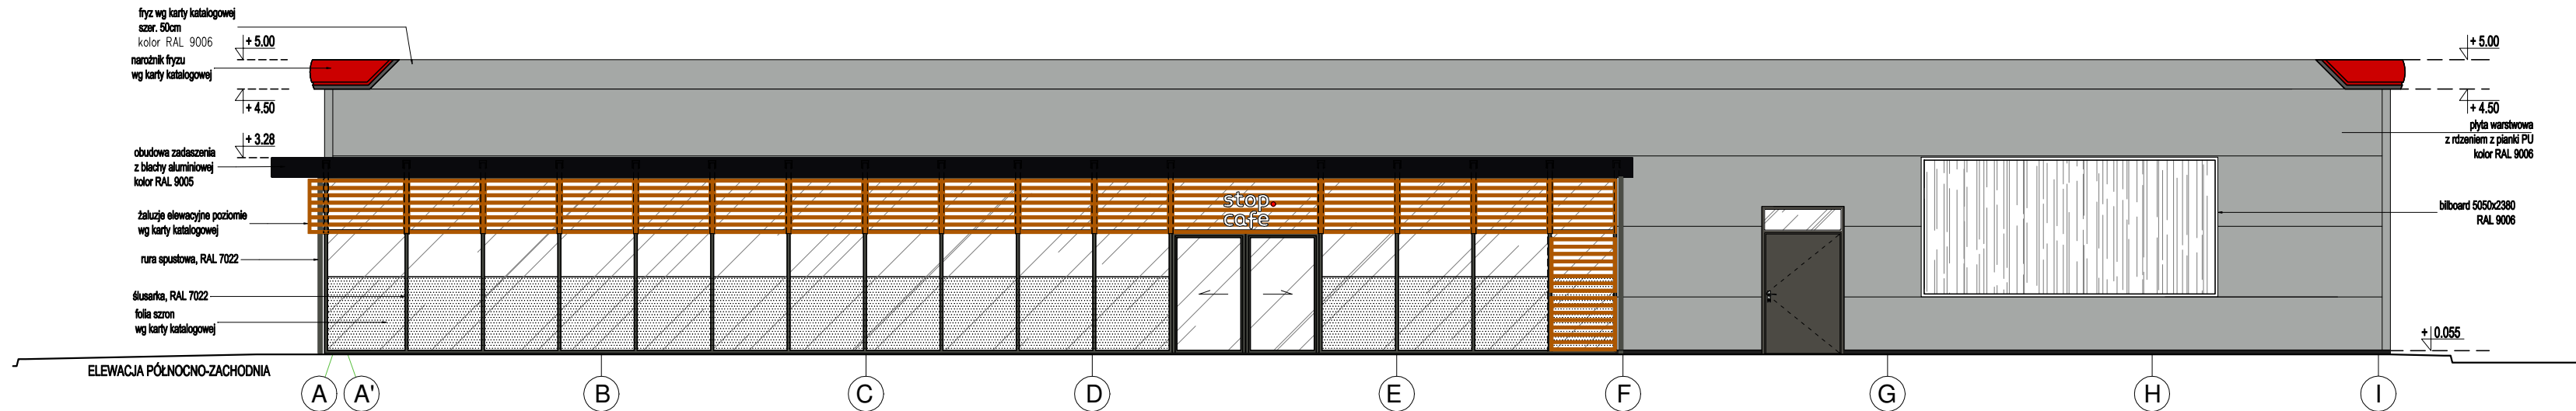 fryz wg karty katalogowej
szer. 50cm
kolor RAL 9006
+ 5.00
narożnik fryzu
wg karty katalogowej
+ 4.50
+ 3.28
obudowa zadaszenia
z blachy aluminiowej
kolor RAL 9005
żaluzje elewacyjne poziomie
wg karty katalogowej
rura spustowa, RAL 7022
ślusarka, RAL 7022
folia szron
wg karty katalogowej
stop.
cafe
+ 5.00
+ 4.50
płyta warstwowa
z rdzeniem z pianki PU
kolor RAL 9006
bilboard 5050x2380
RAL 9006
+ 0.055
ELEWACJA PÓŁNOCNO-ZACHODNIA
A A' B C D E F G H I